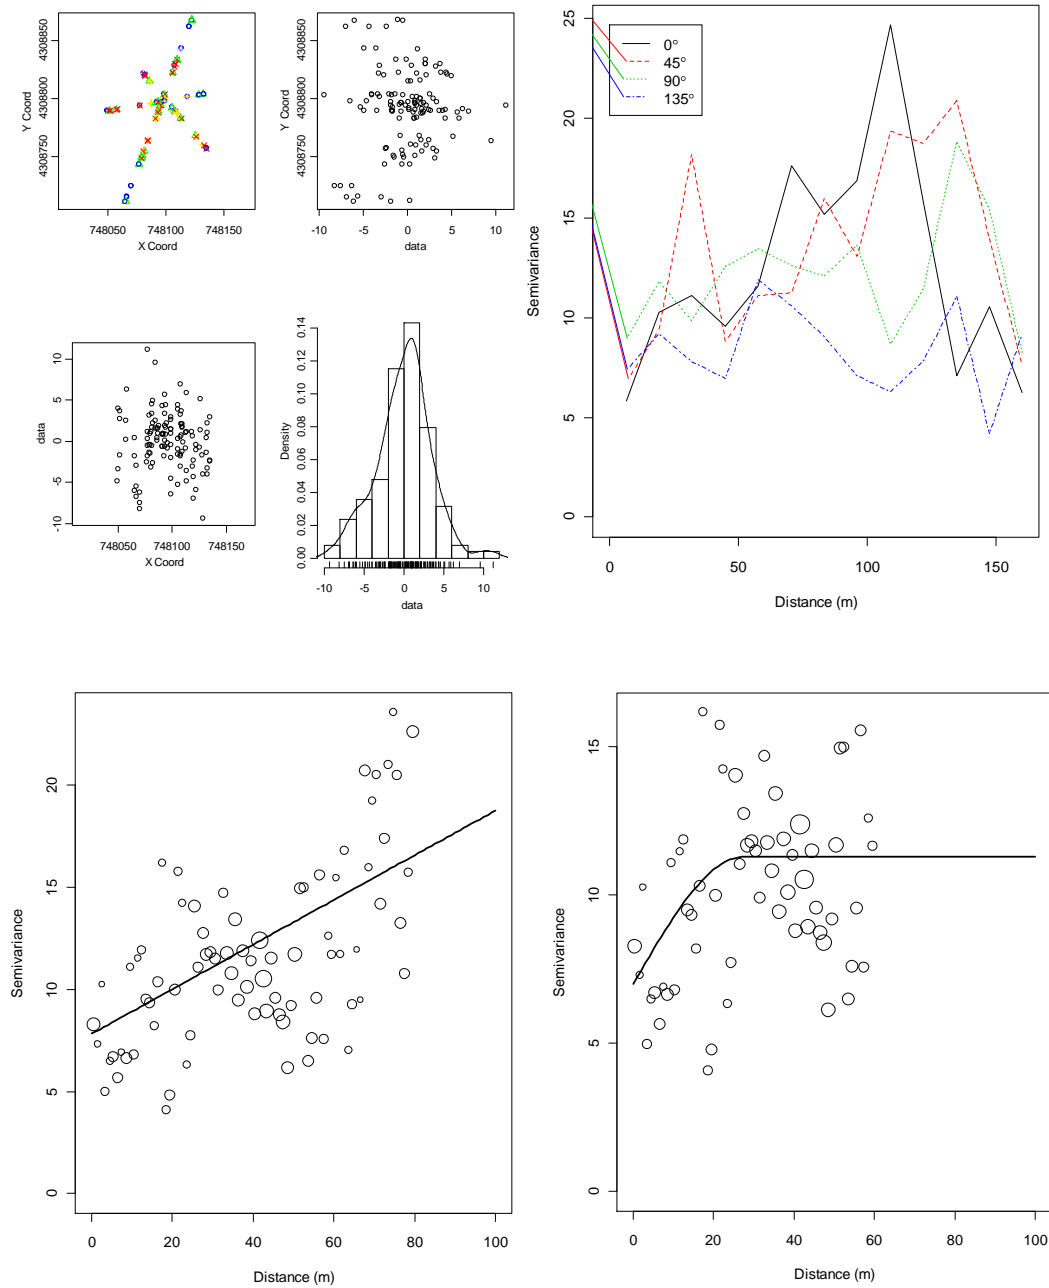 Y Coord
4308750 4308800 4308850
748050 748100 748150
X Coord
Y Coord
4308750 4308800 4308850
-10 -5 0 5 10
data
data
-10 -5 0 5 10
748050 748100 748150
X Coord
Density
0.00 0.02 0.04 0.06 0.08 0.10 0.12 0.14
-10 -5 0 5 10
data
Semivariance
0 5 10 15 20 25
0°
45°
90°
135°
0 50 100 150
Distance (m)
Semivariance
0 5 10 15 20
0 20 40 60 80 100
Distance (m)
Semivariance
0 5 10 15
0 20 40 60 80 100
Distance (m)